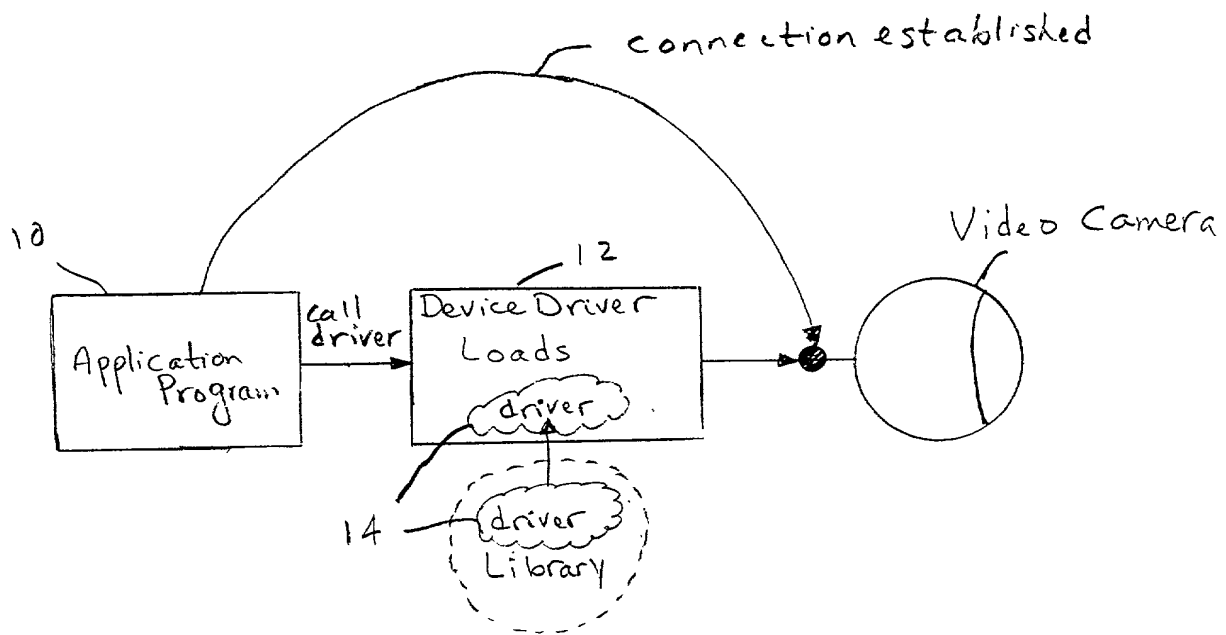 connection established
Video Camera
10
12
call
driver
Device Driver
Loads
Application
Program
driver
14
driver
Library